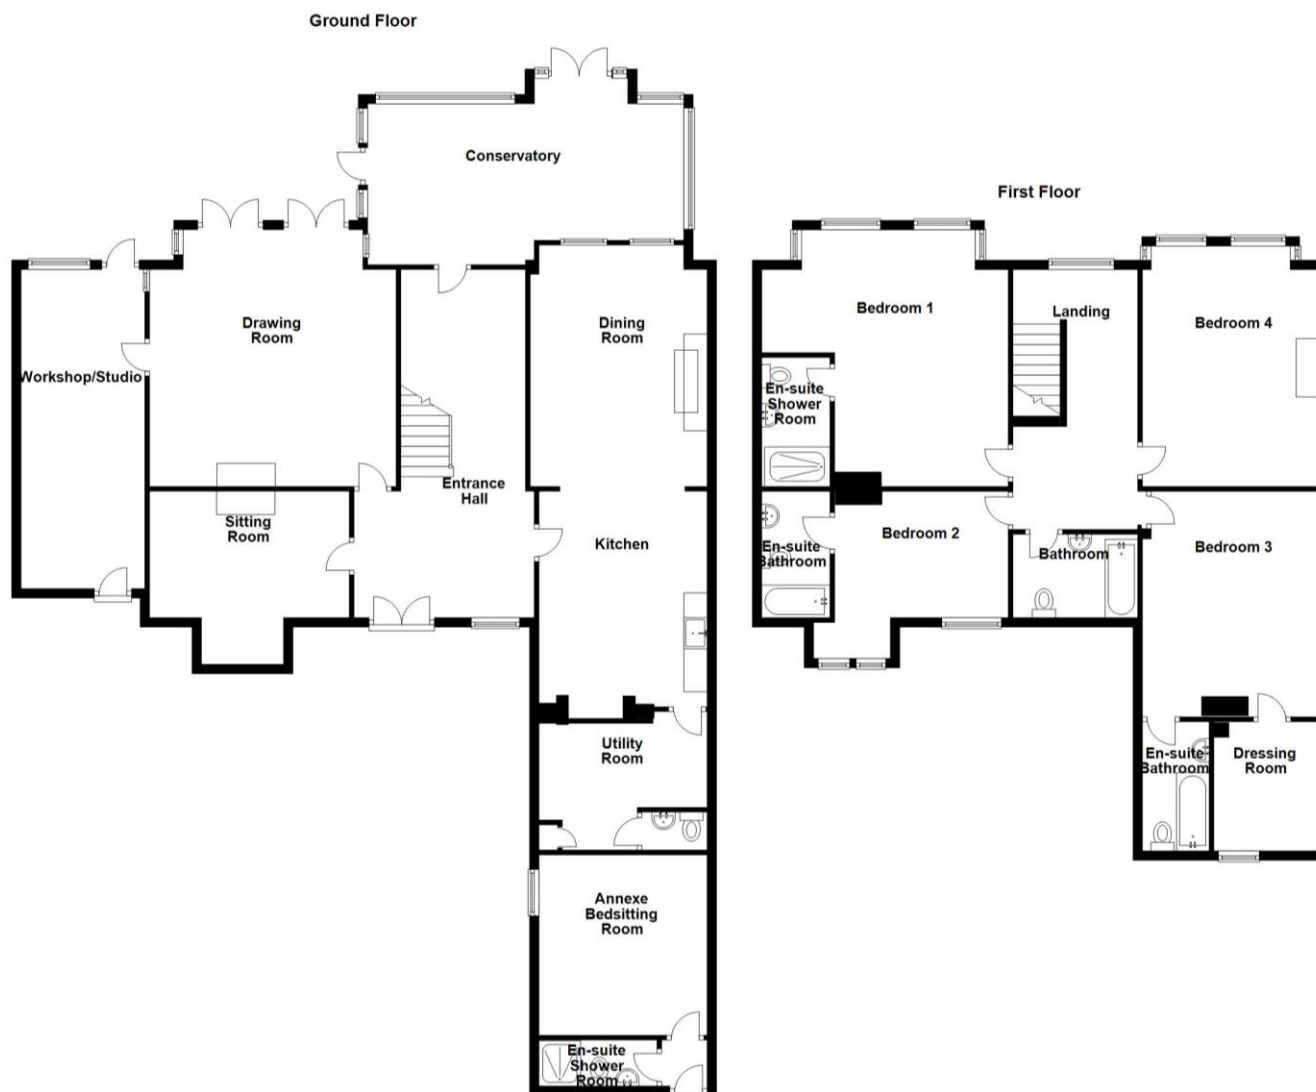 Ground Floor
Conservatory
Drawing
Room
Dining
Room
Workshop/Studio
Entrance
Hall
Sitting
Room
Kitchen
Utility
Room
Annexe
Bedsitting
Room
En-suite
Shower
Room
First Floor
Bedroom 1
Landing
Bedroom 4
En-suite
Shower
Room
Bedroom 2
En-suite
Bathroom
Bathroom
Bedroom 3
En-suite
Bathroom
Dressing
Room